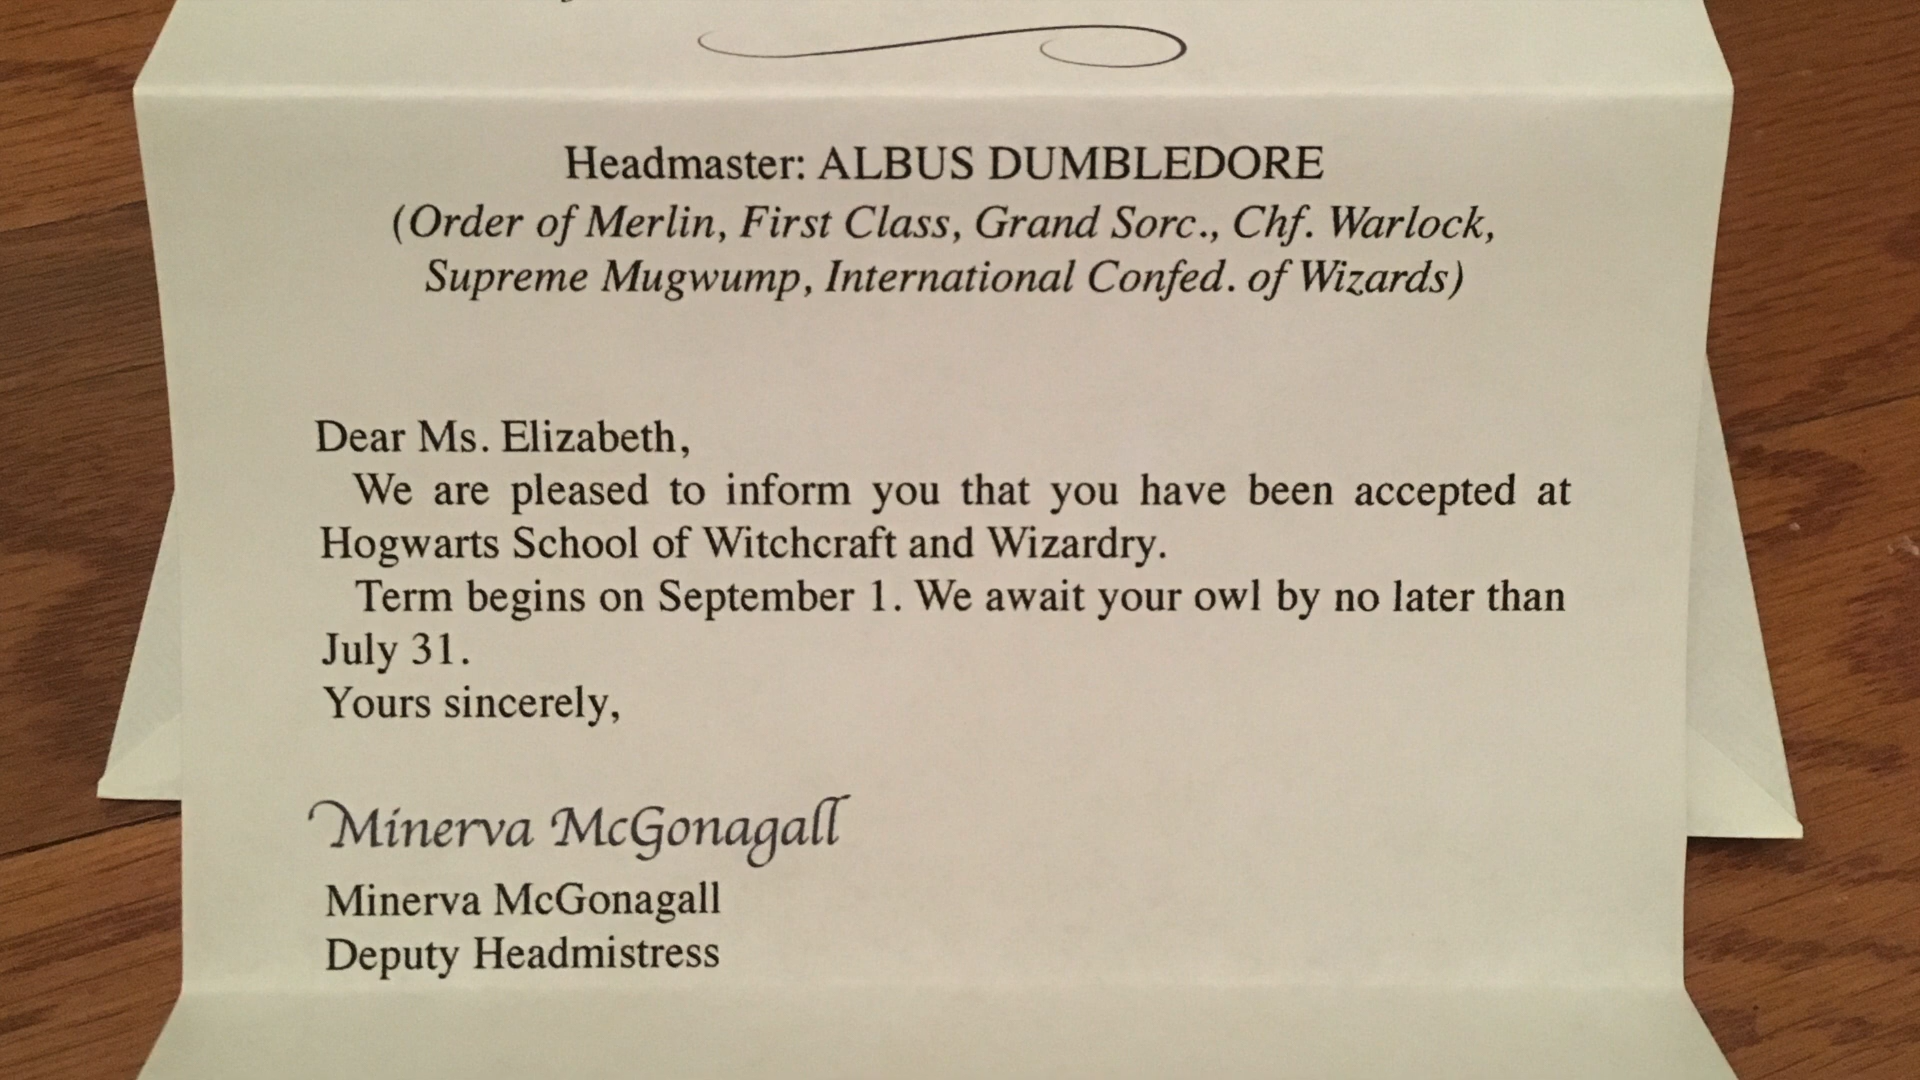 Headmaster: ALBUS DUMBLEDORE
(Order of Merlin, First Class, Grand Sorc., Chf. Warlock,
Supreme Mugwump, International Confed. of Wizards)
Dear Ms. Elizabeth,
We are pleased to inform you that you have been accepted at
Hogwarts School of Witchcraft and Wizardry.
Term begins on September 1. We await your owl by no later than
July 31.
Yours sincerely,
Minerva McGonagall
Minerva McGonagall
Deputy Headmistress